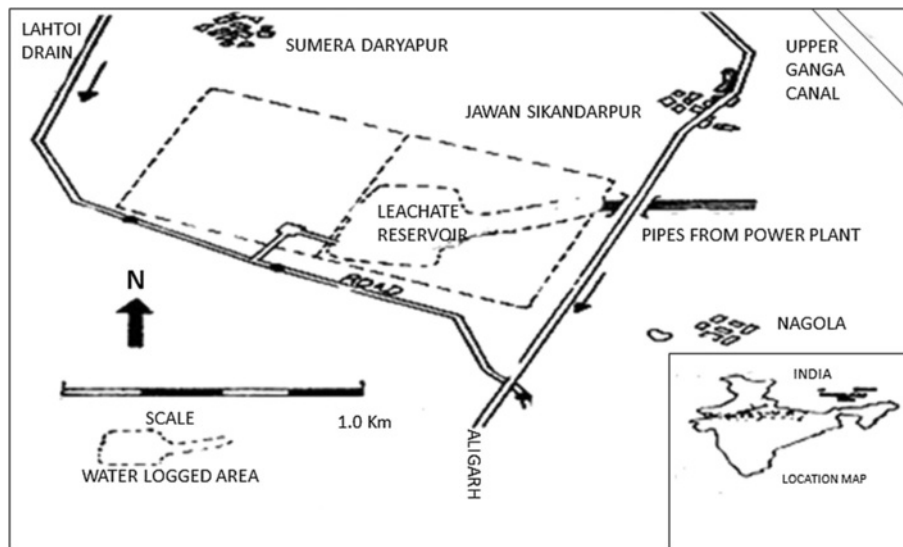 LAHTOI
DRAIN
SUMERA DARYAPUR
UPPER
GANGA
CANAL
JAWAN SIKANDARPUR
LEACHATE
RESERVOIR
PIPES FROM POWER PLANT
ROAD
N
NAGOLA
SCALE
1.0 Km
WATER LOGGED AREA
ALIGARH
INDIA
LOCATION MAP